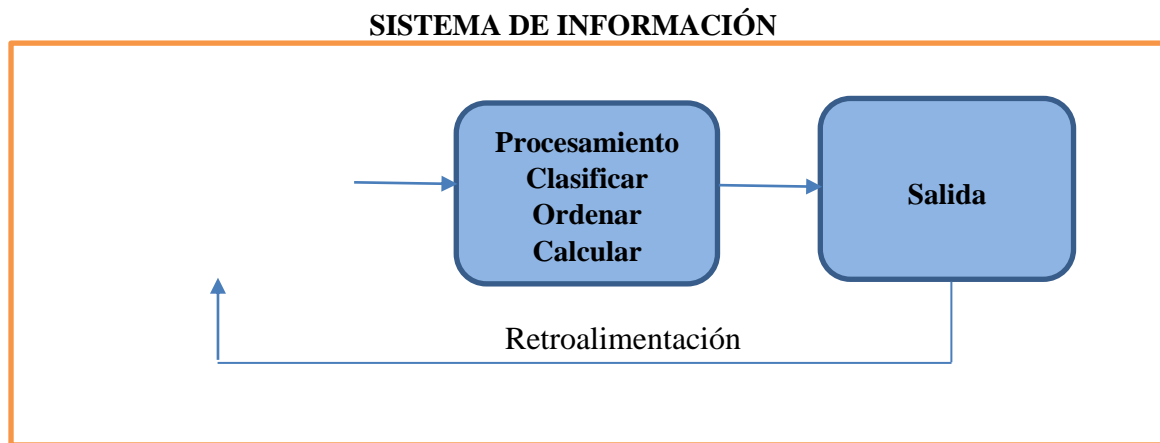 SISTEMA DE INFORMACIÓN
Procesamiento
Clasificar
Ordenar
Calcular
Salida
Retroalimentación